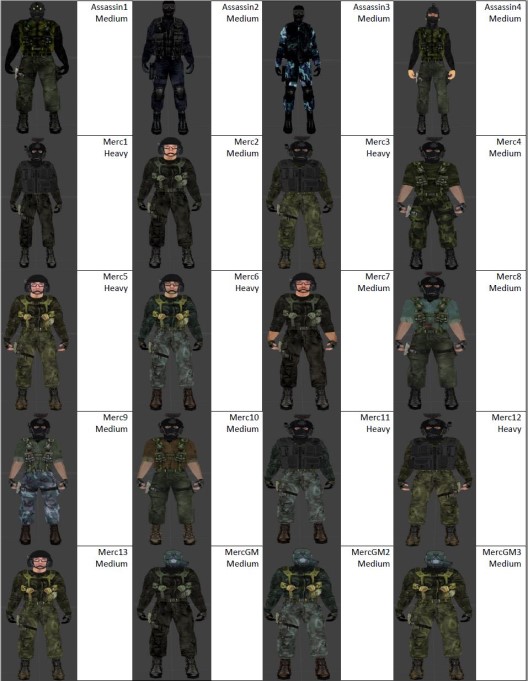 Assassin1
Medium
Assassin2
Medium
Assassin3
Medium
Assassin4
Medium
Merc1
Heavy
Merc2
Medium
Merc3
Heavy
Merc4
Medium
Merc5
Heavy
Merc6
Heavy
Merc7
Medium
Merc8
Medium
Merc9
Medium
Merc10
Medium
Merc11
Heavy
Merc12
Heavy
Merc13
Medium
MercGM
Medium
MercGM2
Medium
MercGM3
Medium